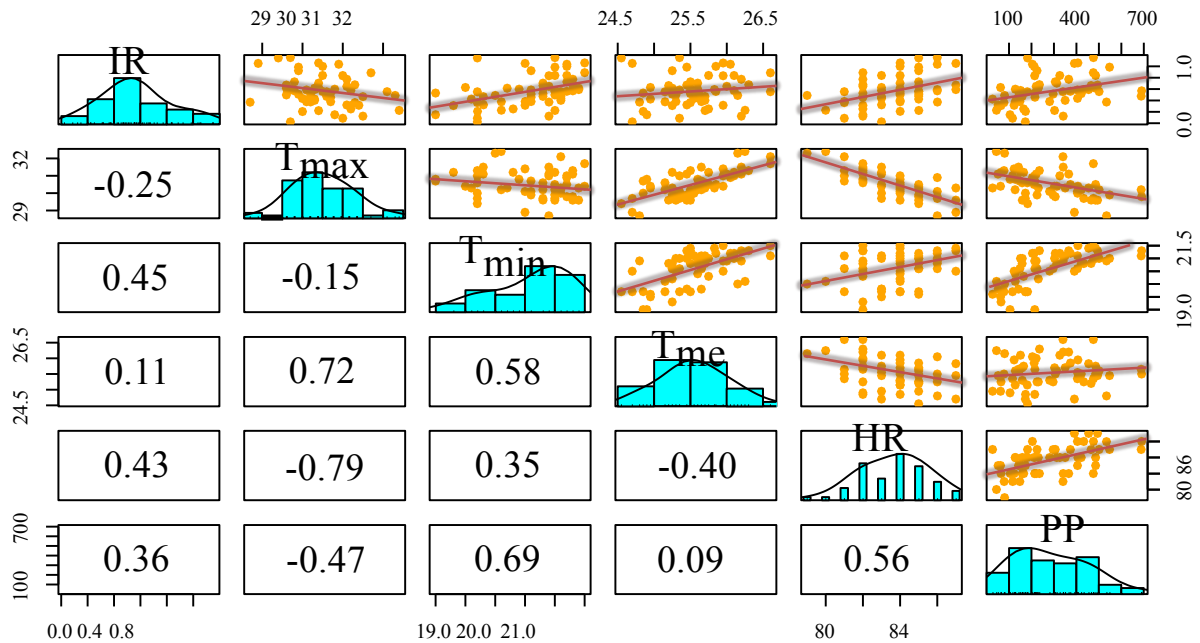 29 30 31 32 24.5 25.5 26.5 100 400 700
IR 0.0 1.0
32 29 -0.25 Tmax
0.45 -0.15 Tmin 19.0 21.5
26.5 24.5 0.11 0.72 0.58 Tme
0.43 -0.79 0.35 -0.40 HR 80 86
700 100 0.36 -0.47 0.69 0.09 0.56 PP
0.0 0.4 0.8 19.0 20.0 21.0 80 84